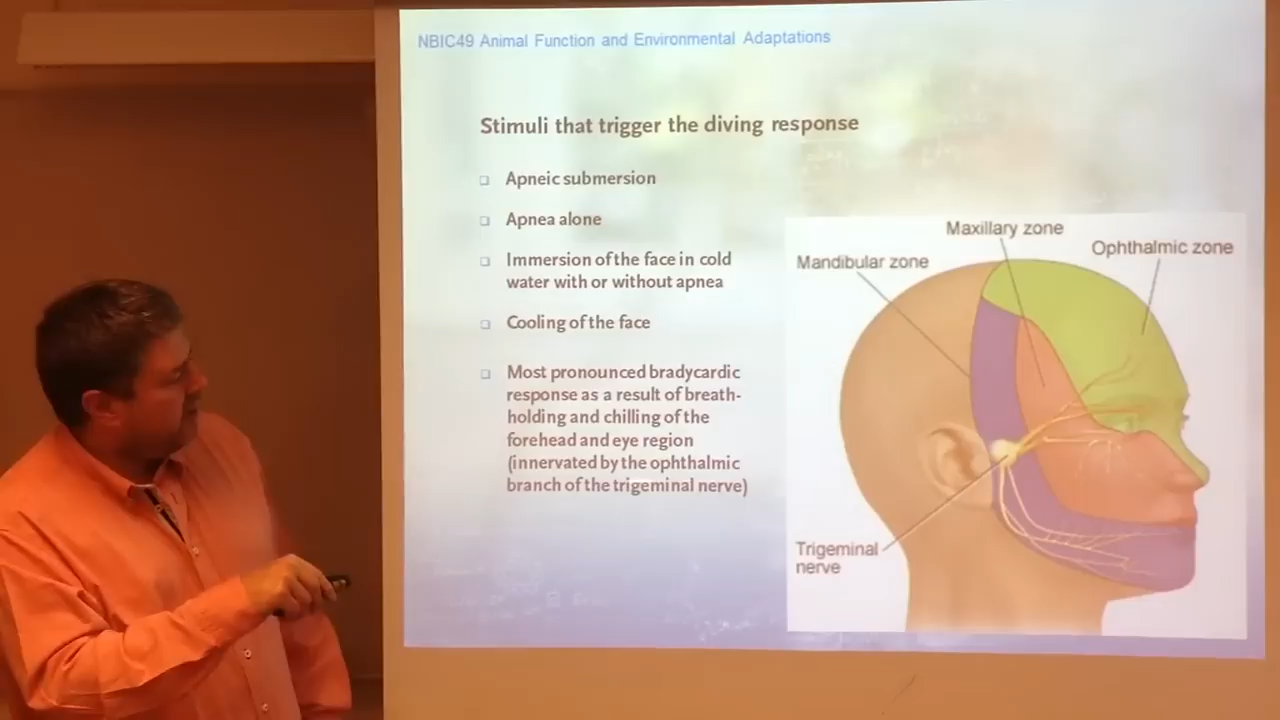 NBIC49 Animal Function and Environmental Adaptations
Stimuli that trigger the diving response
Apneic submersion
Apnea alone
Immersion of the face in cold
water with or without apnea
Cooling of the face
Most pronounced bradycardic
response as a result of breath-
holding and chilling of the
forehead and eye region
(innervated by the ophthalmic
branch of the trigeminal nerve)
Maxillary zone
Ophthalmic zone
Mandibular zone
Trigeminal
nerve